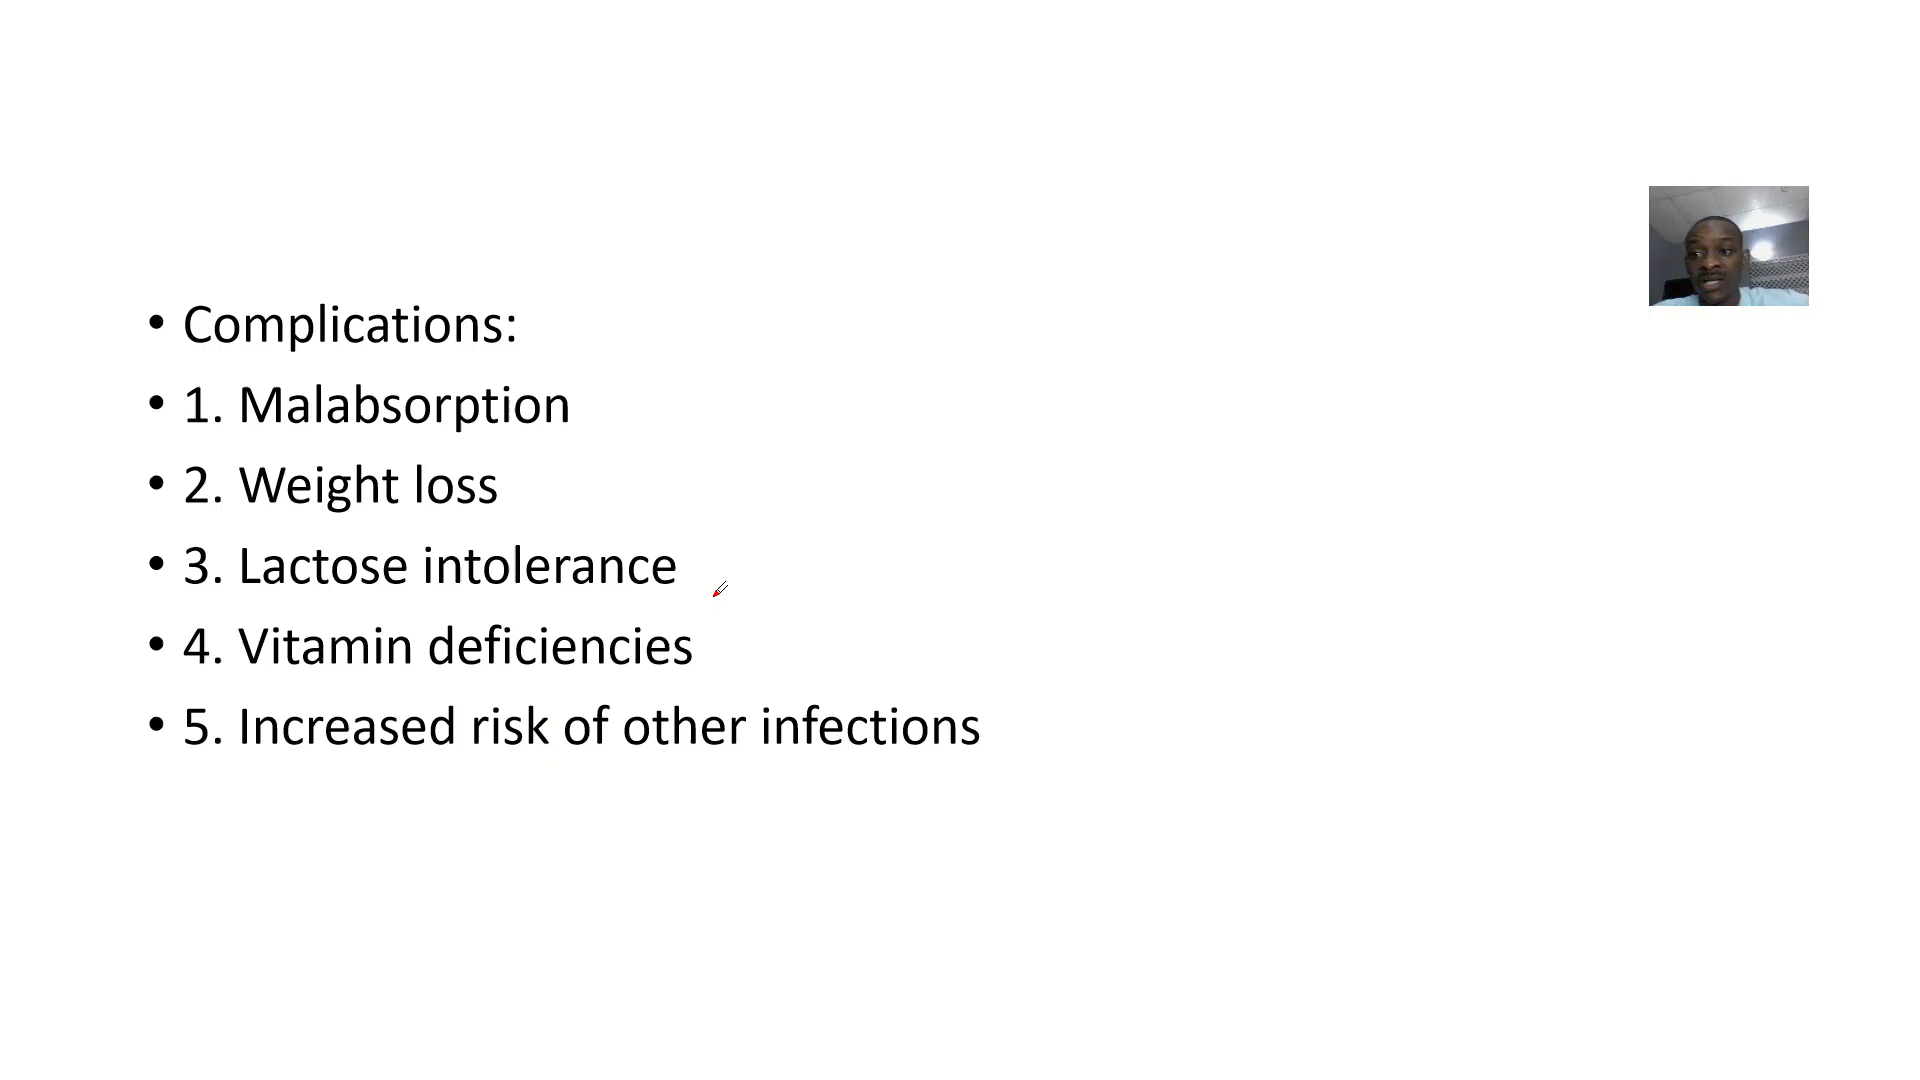 • Complications:
• 1. Malabsorption
• 2. Weight loss
• 3. Lactose intolerance
• 4. Vitamin deficiencies
• 5. Increased risk of other infections